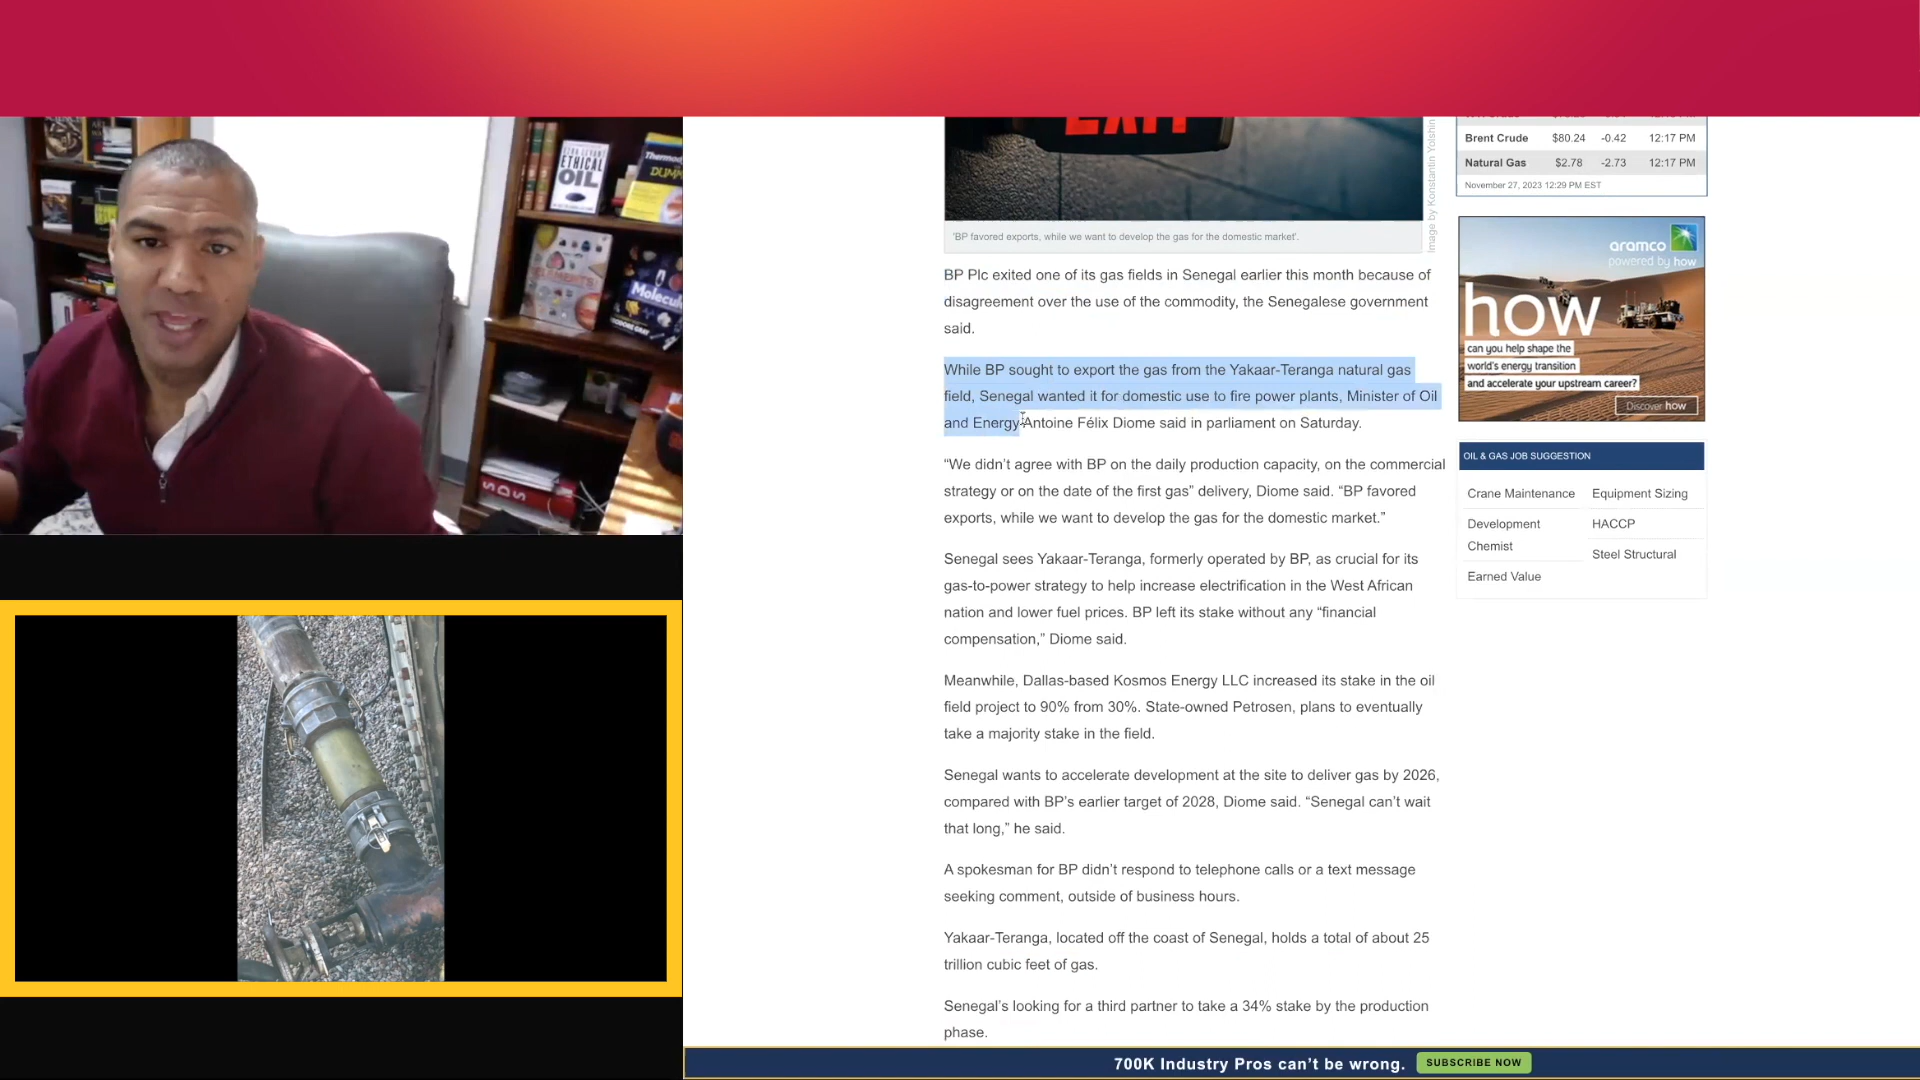 ETHICAL
OIL
Thermod
DUMMIES
ELEMENTS
Molecul
THEODORE GRAY
SDS
EXIT
Image by Konstantin Yolshin
'BP favored exports, while we want to develop the gas for the domestic market'.
BP Plc exited one of its gas fields in Senegal earlier this month because of
disagreement over the use of the commodity, the Senegalese government
said.
While BP sought to export the gas from the Yakaar-Teranga natural gas
field, Senegal wanted it for domestic use to fire power plants, Minister of Oil
and Energy Antoine Félix Diome said in parliament on Saturday.
“We didn’t agree with BP on the daily production capacity, on the commercial
strategy or on the date of the first gas” delivery, Diome said. “BP favored
exports, while we want to develop the gas for the domestic market.”
Senegal sees Yakaar-Teranga, formerly operated by BP, as crucial for its
gas-to-power strategy to help increase electrification in the West African
nation and lower fuel prices. BP left its stake without any “financial
compensation,” Diome said.
Meanwhile, Dallas-based Kosmos Energy LLC increased its stake in the oil
field project to 90% from 30%. State-owned Petrosen, plans to eventually
take a majority stake in the field.
Senegal wants to accelerate development at the site to deliver gas by 2026,
compared with BP’s earlier target of 2028, Diome said. “Senegal can’t wait
that long,” he said.
A spokesman for BP didn’t respond to telephone calls or a text message
seeking comment, outside of business hours.
Yakaar-Teranga, located off the coast of Senegal, holds a total of about 25
trillion cubic feet of gas.
Senegal’s looking for a third partner to take a 34% stake by the production
phase.
Brent Crude $80.24 -0.42 12:17 PM
Natural Gas $2.78 -2.73 12:17 PM
November 27, 2023 12:29 PM EST
aramco
powered by how
how
can you help shape the
world's energy transition
and accelerate your upstream career?
Discover how
OIL & GAS JOB SUGGESTION
Crane Maintenance Equipment Sizing
Development HACCP
Chemist
Steel Structural
Earned Value
700K Industry Pros can’t be wrong. SUBSCRIBE NOW